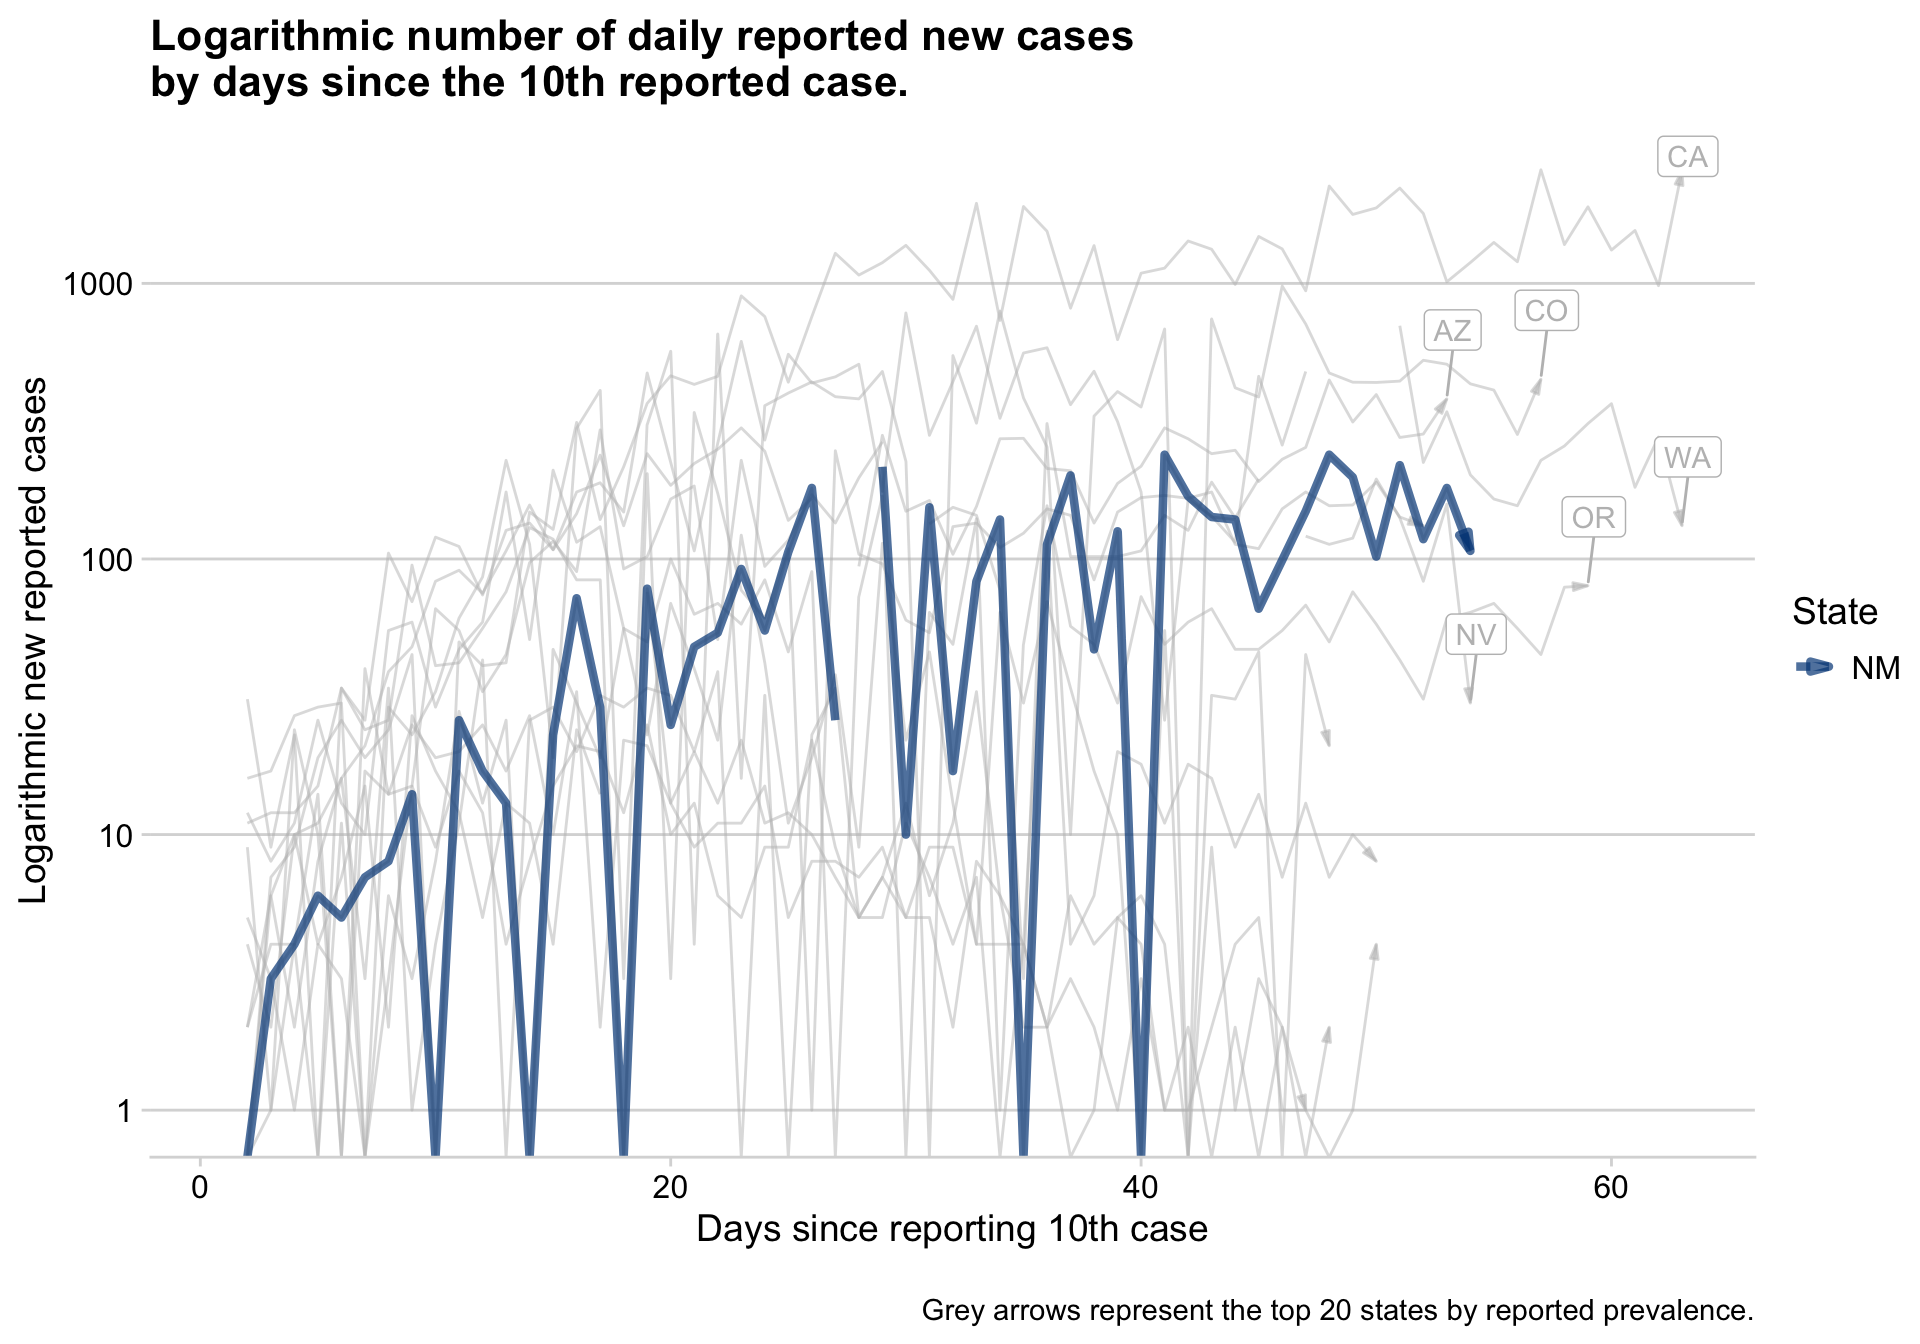 Logarithmic number of daily reported new cases
by days since the 10th reported case.
Logarithmic new reported cases
1000
100
10
1
CA
CO
AZ
WA
OR
NV
State
NM
0
20
40
60
Days since reporting 10th case
Grey arrows represent the top 20 states by reported prevalence.